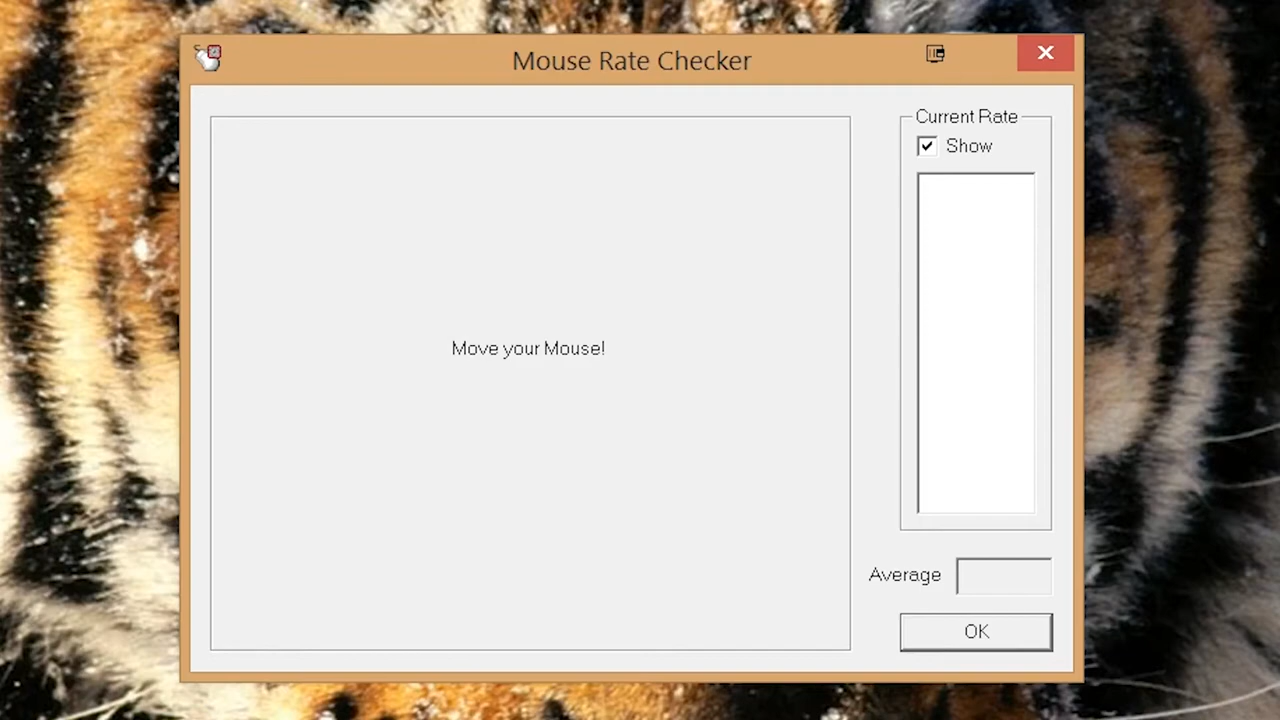 Mouse Rate Checker
Current Rate
Show
Move your Mouse!
Average
OK